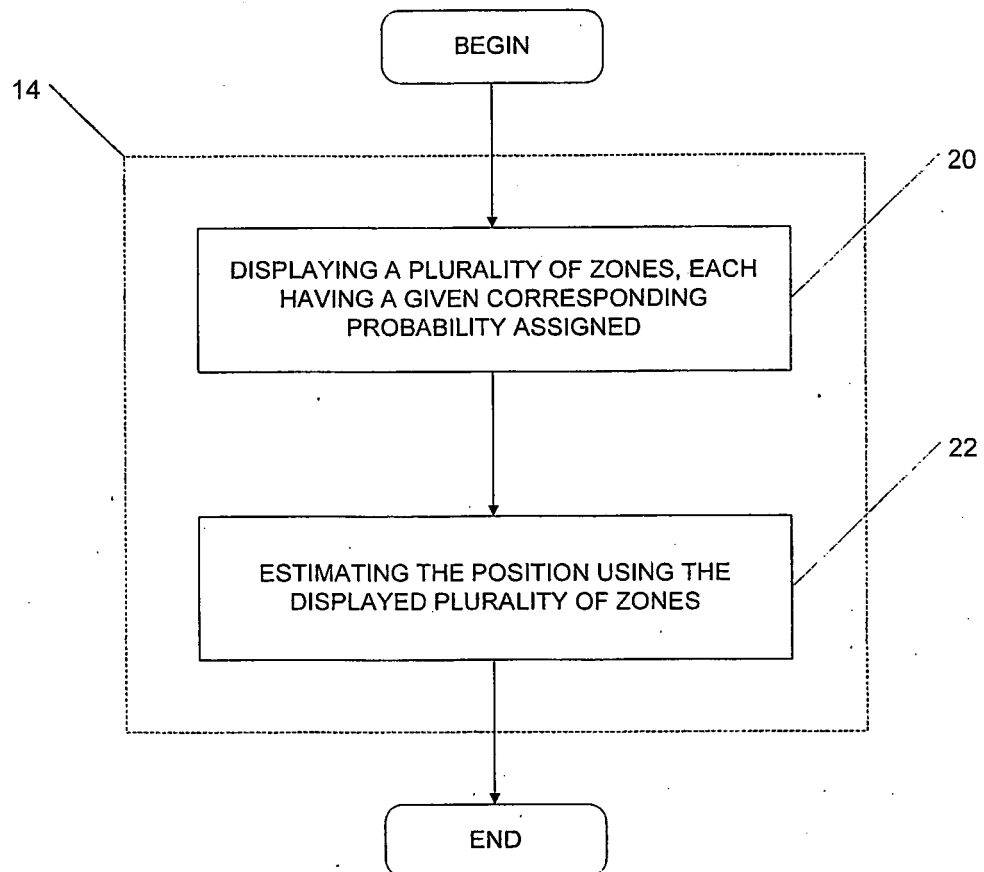 BEGIN
14
20
DISPLAYING A PLURALITY OF ZONES, EACH
HAVING A GIVEN CORRESPONDING
PROBABILITY ASSIGNED
22
ESTIMATING THE POSITION USING THE
DISPLAYED PLURALITY OF ZONES
END